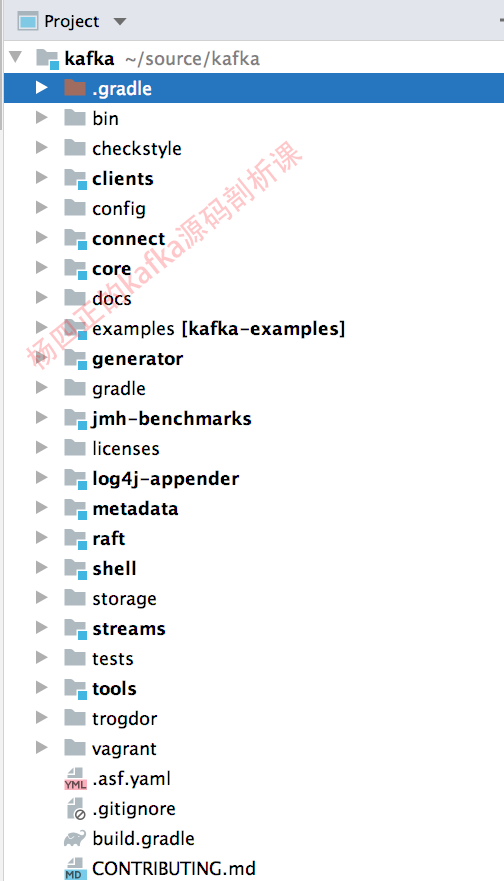 Project
kafka ~/source/kafka
.gradle
bin
checkstyle
clients
config
connect
core
docs
examples [kafka-examples]
generator
gradle
jmh-benchmarks
licenses
log4j-appender
metadata
raft
shell
storage
streams
tests
tools
trogdor
vagrant
YML .asf.yaml
.gitignore
build.gradle
MD CONTRIBUTING.md
杨四正的kafka源码剖析课